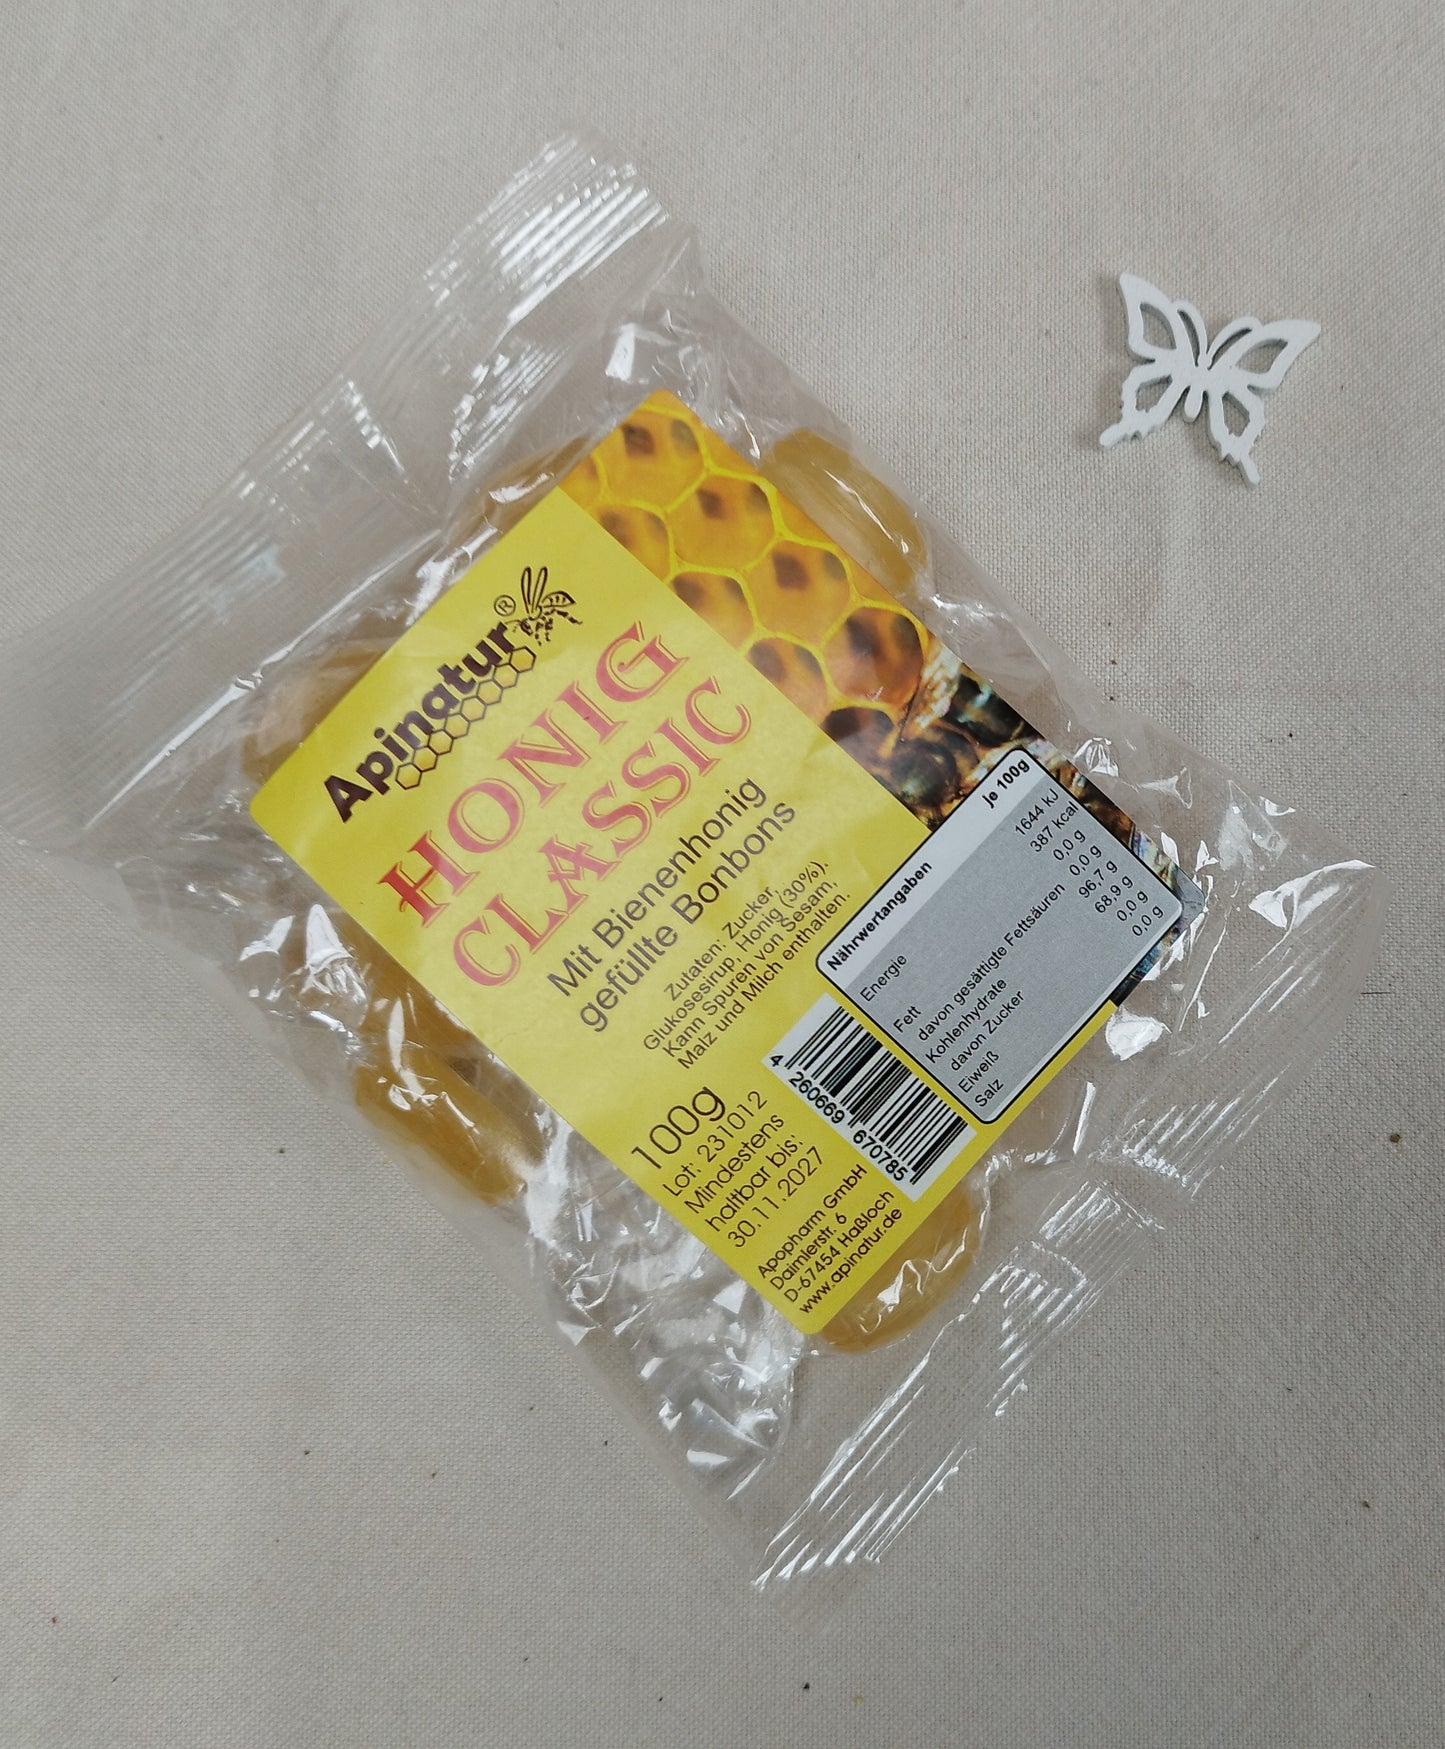 Apinatur®
HONIG
CLASSIC
Mit Bienenhonig
gefüllte Bonbons
Zutaten: Zucker,
Glukosesirup, Honig (30%).
Kann Spuren von Sesam,
Malz und Milch enthalten.
100g
Lot: 231012
Mindestens
haltbar bis:
30.11.2027
Apopharm GmbH
Daimlerstr. 6
D-67454 Haßloch
www.apinatur.de
4 260669 670785
Nährwertangaben je 100g
Energie 1644 kJ
387 kcal
Fett 0,0 g
davon gesättigte Fettsäuren 0,0 g
Kohlenhydrate 96,7 g
davon Zucker 68,9 g
Eiweiß 0,0 g
Salz 0,0 g